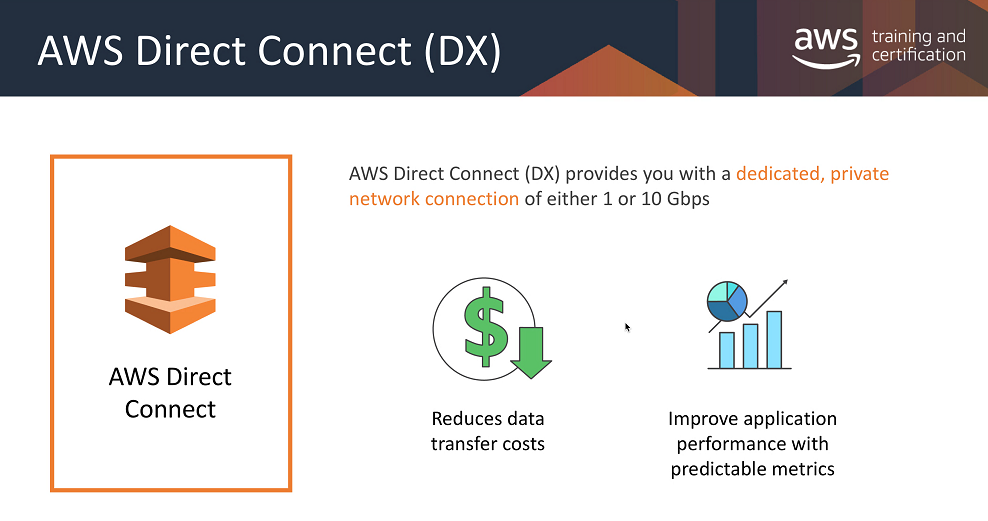 AWS Direct Connect (DX)
aws training and
certification
AWS Direct Connect (DX) provides you with a dedicated, private
network connection of either 1 or 10 Gbps
AWS Direct
Connect
$
Reduces data
transfer costs
Improve application
performance with
predictable metrics